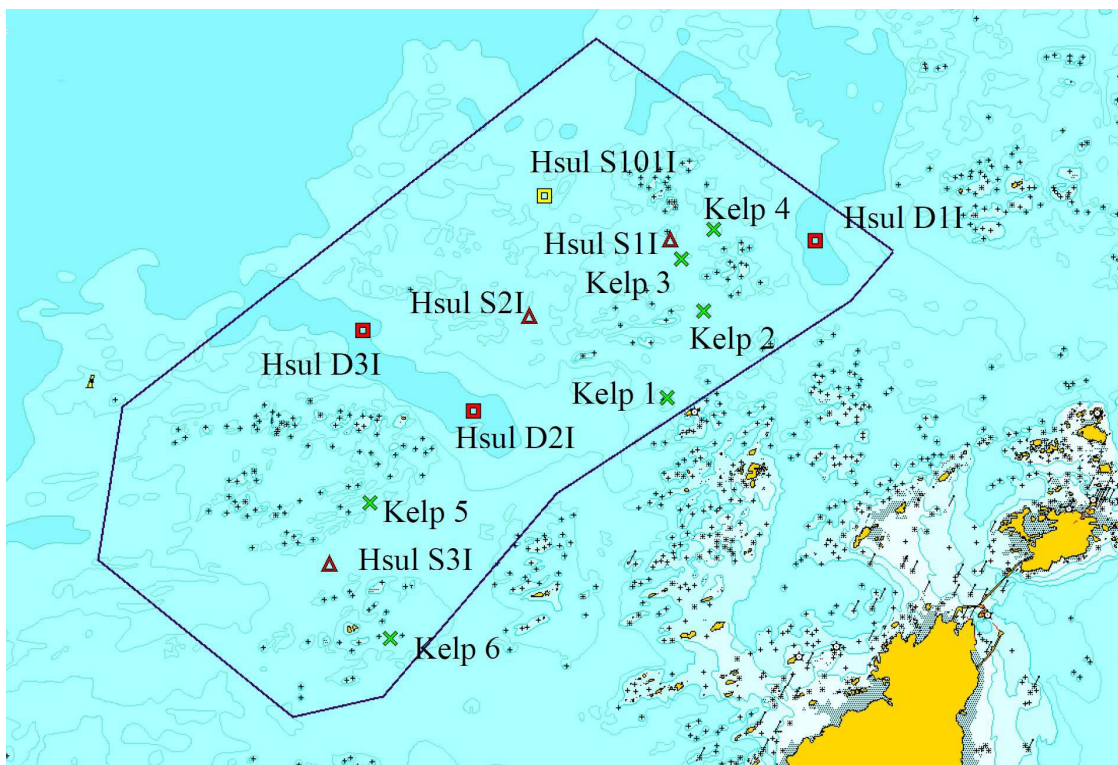 Hsul S101I
Kelp 4
Hsul D1I
Hsul S1I
Kelp 3
Hsul S2I
Kelp 2
Hsul D3I
Kelp 1
Hsul D2I
Kelp 5
Hsul S3I
Kelp 6